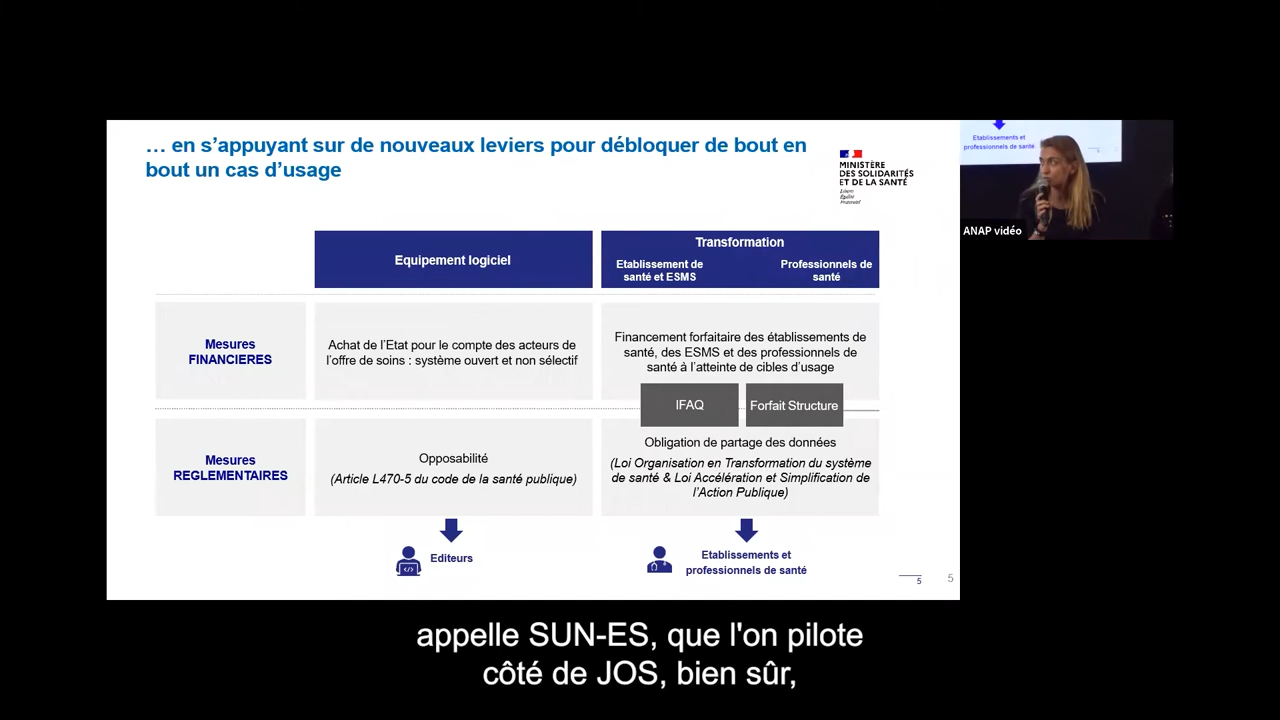 … en s’appuyant sur de nouveaux leviers pour débloquer de bout en
bout un cas d’usage
MINISTÈRE
DES SOLIDARITÉS
ET DE LA SANTÉ
Liberté
Égalité
Fraternité
Etablissements et
professionnels de santé
ANAP vidéo
Equipement logiciel
Transformation
Etablissement de
santé et ESMS
Professionnels de
santé
Mesures
FINANCIERES
Achat de l’Etat pour le compte des acteurs de
l’offre de soins : système ouvert et non sélectif
Financement forfaitaire des établissements de
santé, des ESMS et des professionnels de
santé à l’atteinte de cibles d’usage
IFAQ
Forfait Structure
Mesures
REGLEMENTAIRES
Opposabilité
(Article L470-5 du code de la santé publique)
Obligation de partage des données
(Loi Organisation en Transformation du système
de santé & Loi Accélération et Simplification de
l’Action Publique)
Editeurs
Etablissements et
professionnels de santé
5
5
appelle SUN-ES, que l'on pilote
côté de JOS, bien sûr,